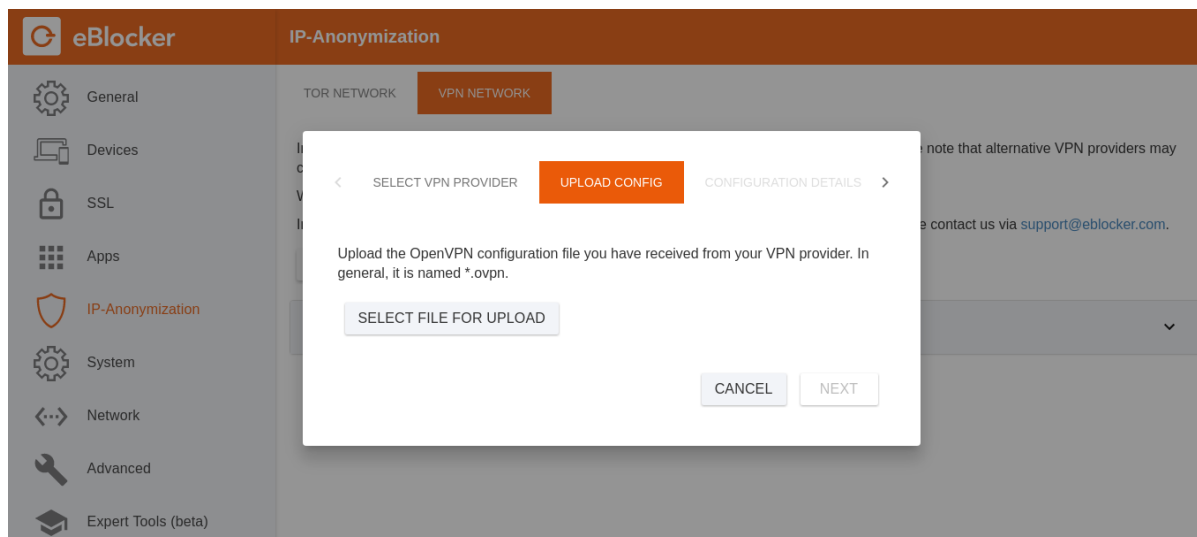 eBlocker
IP-Anonymization
General
Devices
SSL
Apps
IP-Anonymization
System
Network
Advanced
Expert Tools (beta)
TOR NETWORK
VPN NETWORK
note that alternative VPN providers may
contact us via support@eblocker.com.
SELECT VPN PROVIDER
UPLOAD CONFIG
CONFIGURATION DETAILS
Upload the OpenVPN configuration file you have received from your VPN provider. In
general, it is named *.ovpn.
SELECT FILE FOR UPLOAD
CANCEL
NEXT